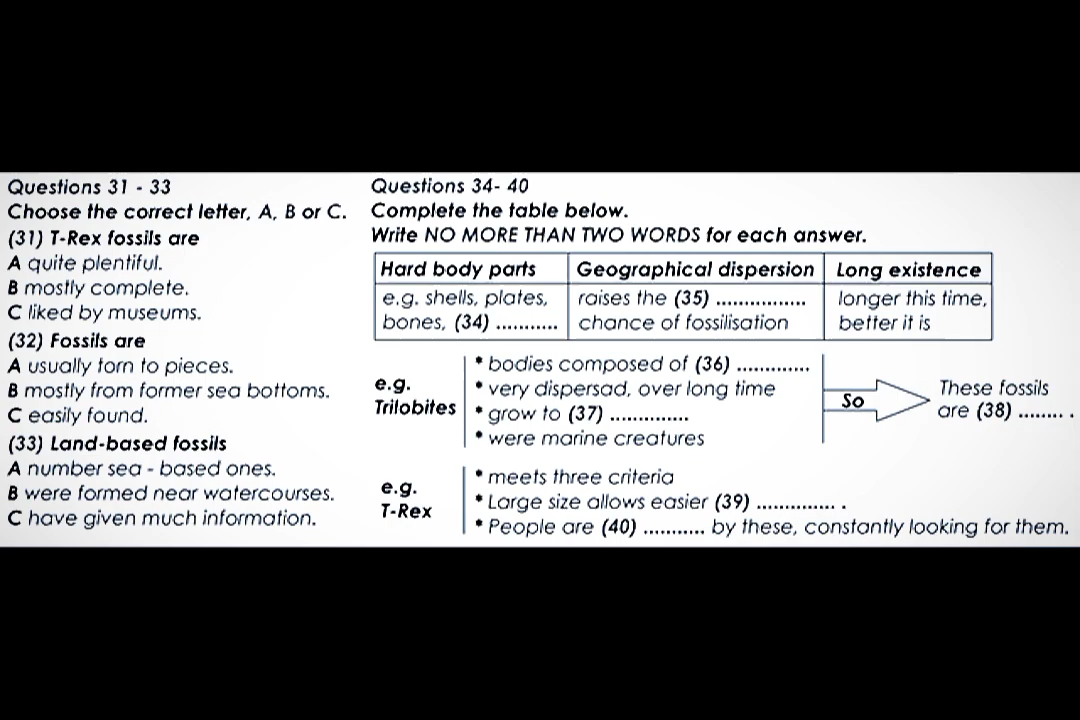 Questions 31 - 33
Choose the correct letter, A, B or C.
(31) T-Rex fossils are
A quite plentiful.
B mostly complete.
C liked by museums.
(32) Fossils are
A usually torn to pieces.
B mostly from former sea bottoms.
C easily found.
(33) Land-based fossils
A number sea - based ones.
B were formed near watercourses.
C have given much information.
Questions 34- 40
Complete the table below.
Write NO MORE THAN TWO WORDS for each answer.
Hard body parts
e.g. shells, plates,
bones, (34) ...........
Geographical dispersion
raises the (35) ................
chance of fossilisation
Long existence
longer this time,
better it is
e.g.
Trilobites
* bodies composed of (36) .............
* very dispersad, over long time
* grow to (37) ..............
* were marine creatures
So
These fossils
are (38) ........ .
e.g.
T-Rex
* meets three criteria
* Large size allows easier (39) .............. .
* People are (40) ........... by these, constantly looking for them.